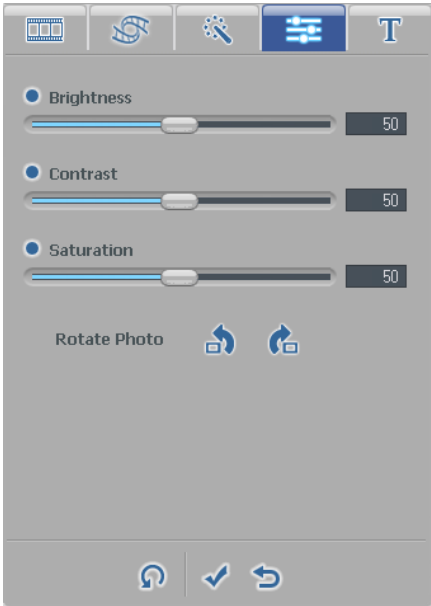 T
Brightness
50
Contrast
50
Saturation
50
Rotate Photo